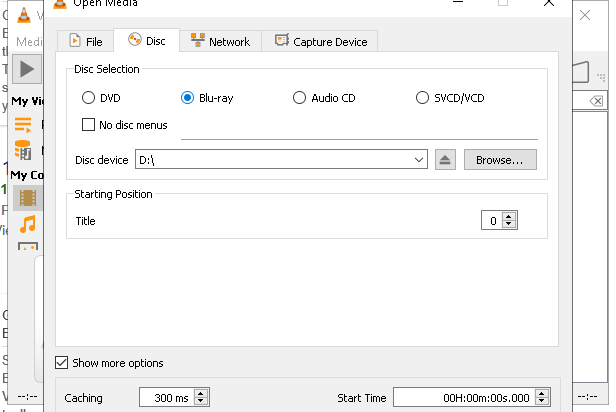 Open Media
V
Medi
File
Disc
Network
Capture Device
Disc Selection
DVD
Blu-ray
Audio CD
SVCD/VCD
No disc menus
Disc device
D:\
Browse...
Starting Position
Title
0
My Vi
My Co
Show more options
Caching
300 ms
Start Time
00H:00m:00s.000
--:--
--:--